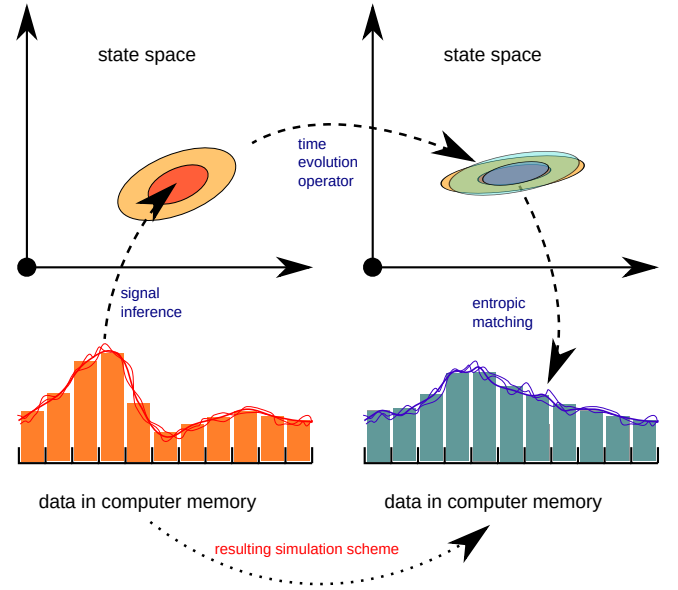 state space
state space
time
evolution
operator
signal
inference
entropic
matching
data in computer memory
data in computer memory
resulting simulation scheme